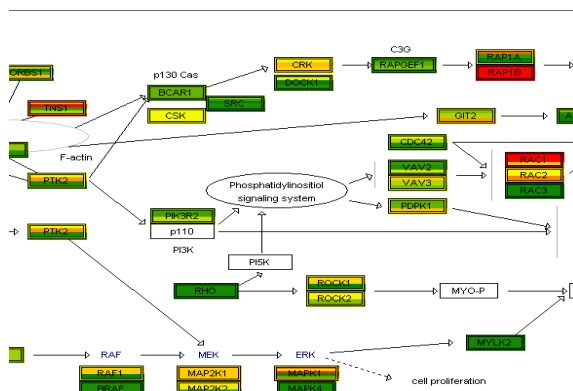 C3G
CRK
RAPGEF1
RAP1A
RAP1B
p130 Cas
DOCK1
ORBS1
BCAR1
SRC
CSK
TNS1
GIT2
A
CDC42
F-actin
VAV2
VAV3
RAC1
RAC2
RAC3
PTK2
Phosphatidylinositiol
signaling system
PDPK1
PIK3R2
p110
PI3K
PTK2
PI5K
RHO
ROCK1
ROCK2
MYO-P
MYLK2
RAF
MEK
ERK
RAF1
BRAF
MAP2K1
MAP2K2
MAPK1
MAPK4
cell proliferation